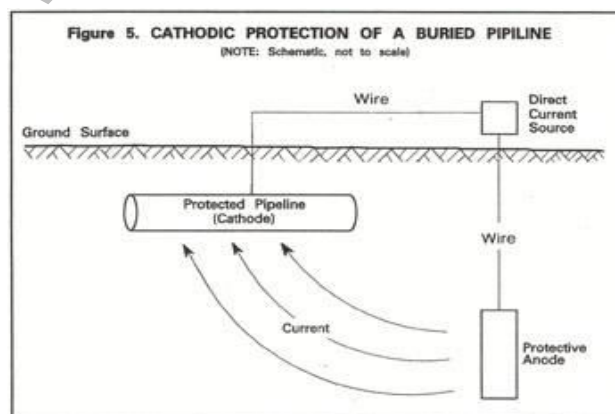 Figure 5. CATHODIC PROTECTION OF A BURIED PIPILINE
(NOTE: Schematic, not to scale)
Wire
Direct
Current
Source
Ground Surface
Protected Pipeline
(Cathode)
Wire
Current
Protective
Anode